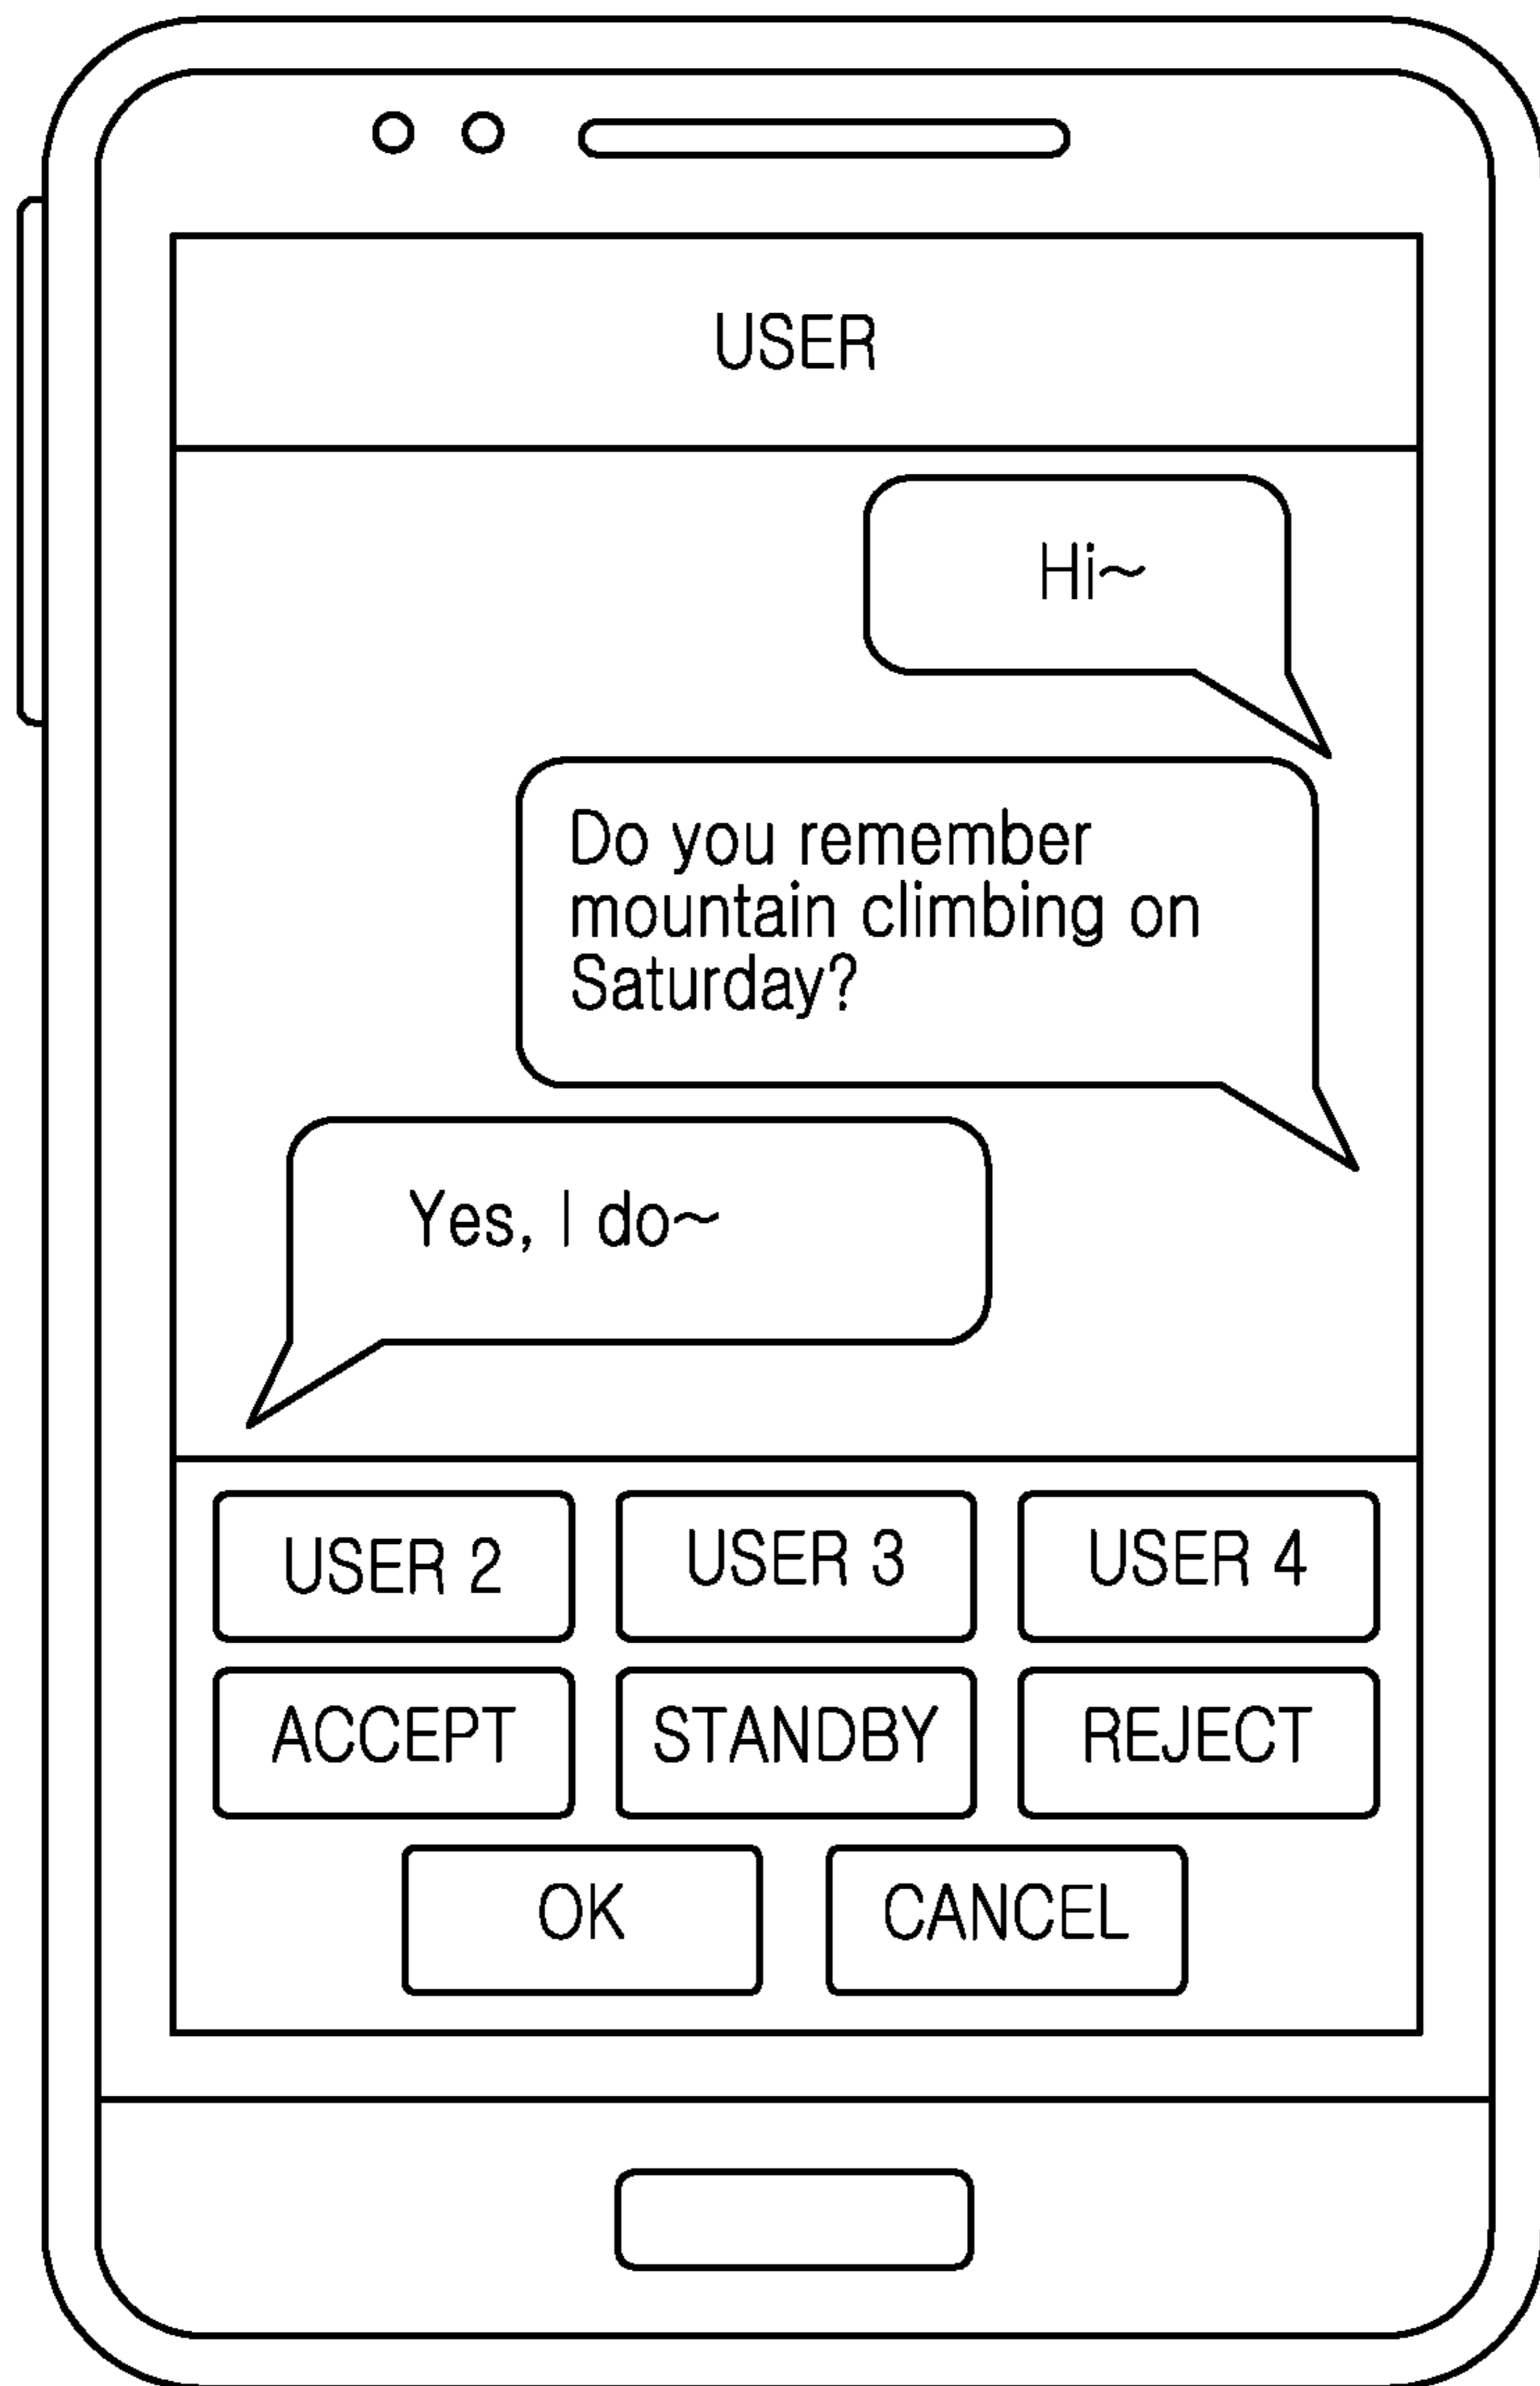 USER
Hi~
Do you remember
mountain climbing on
Saturday?
Yes, I do~
USER 2 USER 3 USER 4
ACCEPT STANDBY REJECT
OK CANCEL